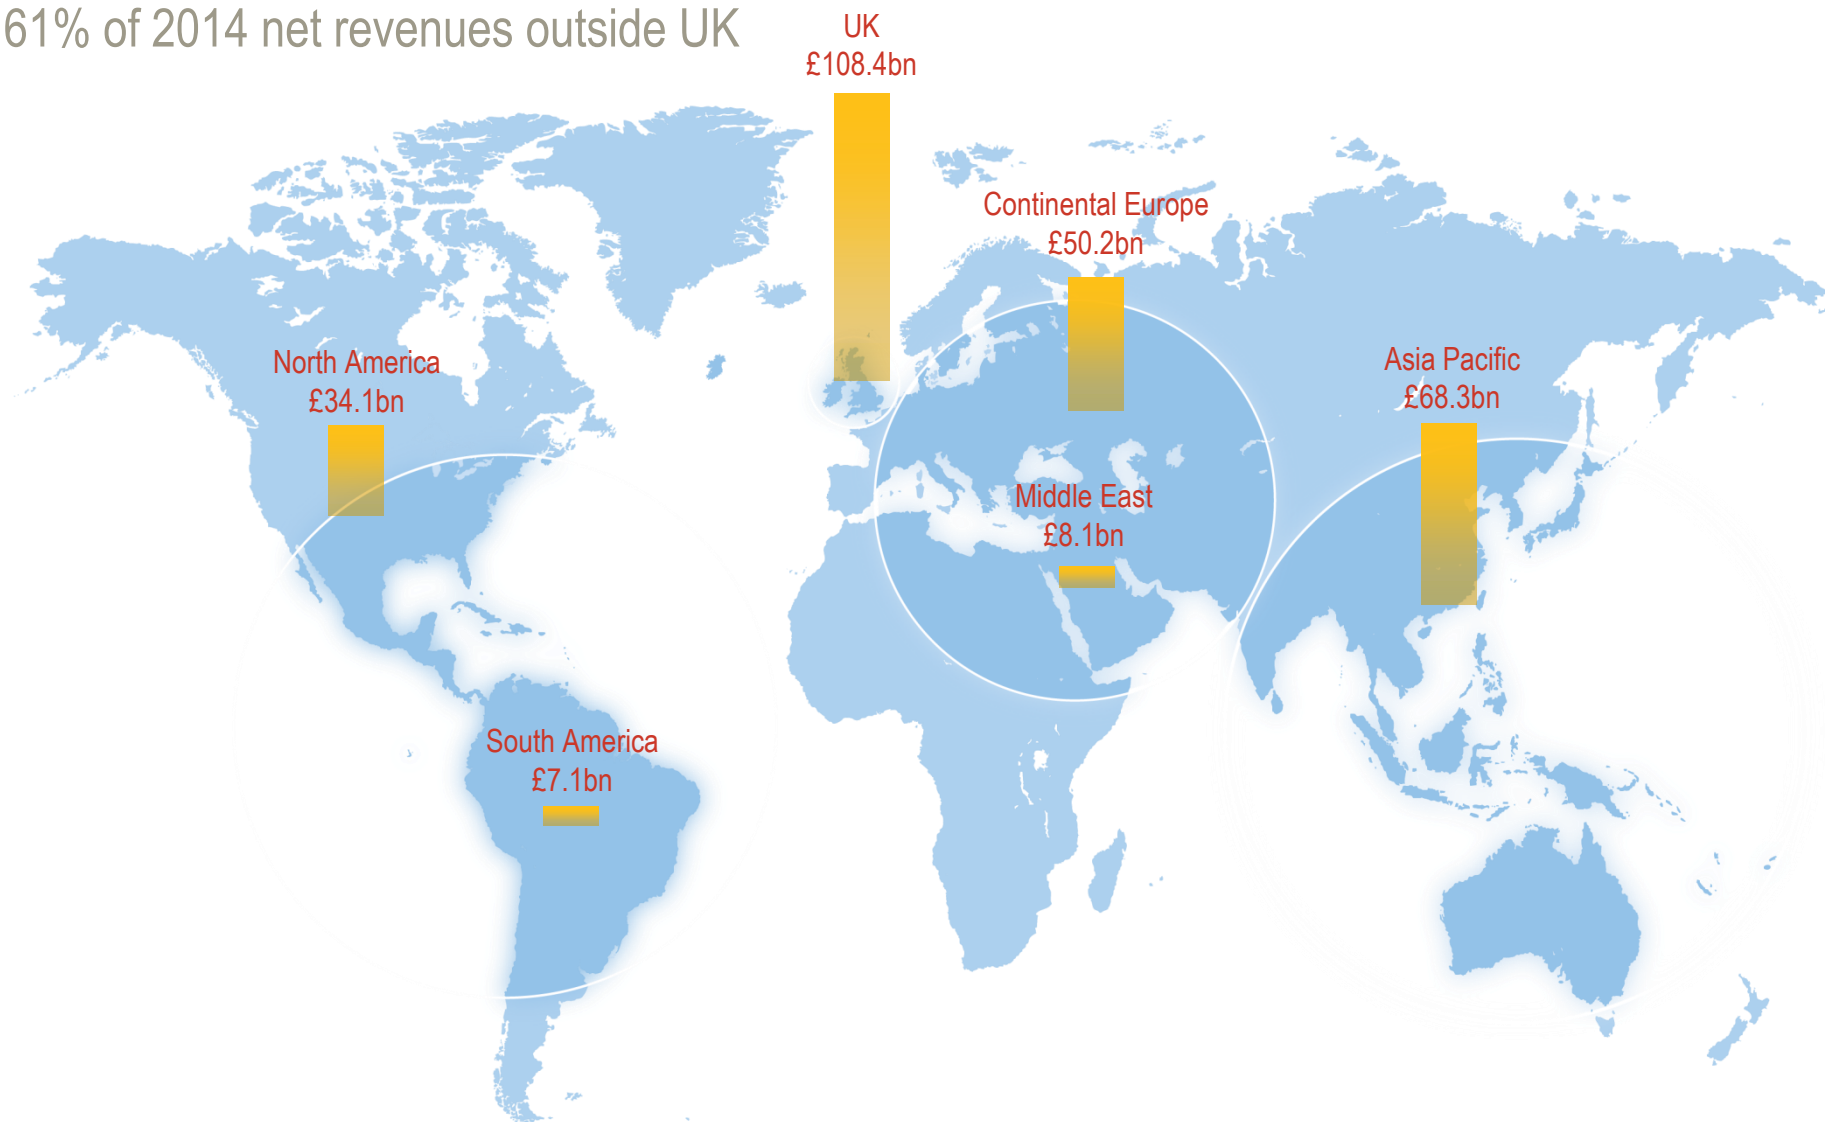 61% of 2014 net revenues outside UK
UK
£108.4bn
Continental Europe
£50.2bn
North America
£34.1bn
Asia Pacific
£68.3bn
Middle East
£8.1bn
South America
£7.1bn